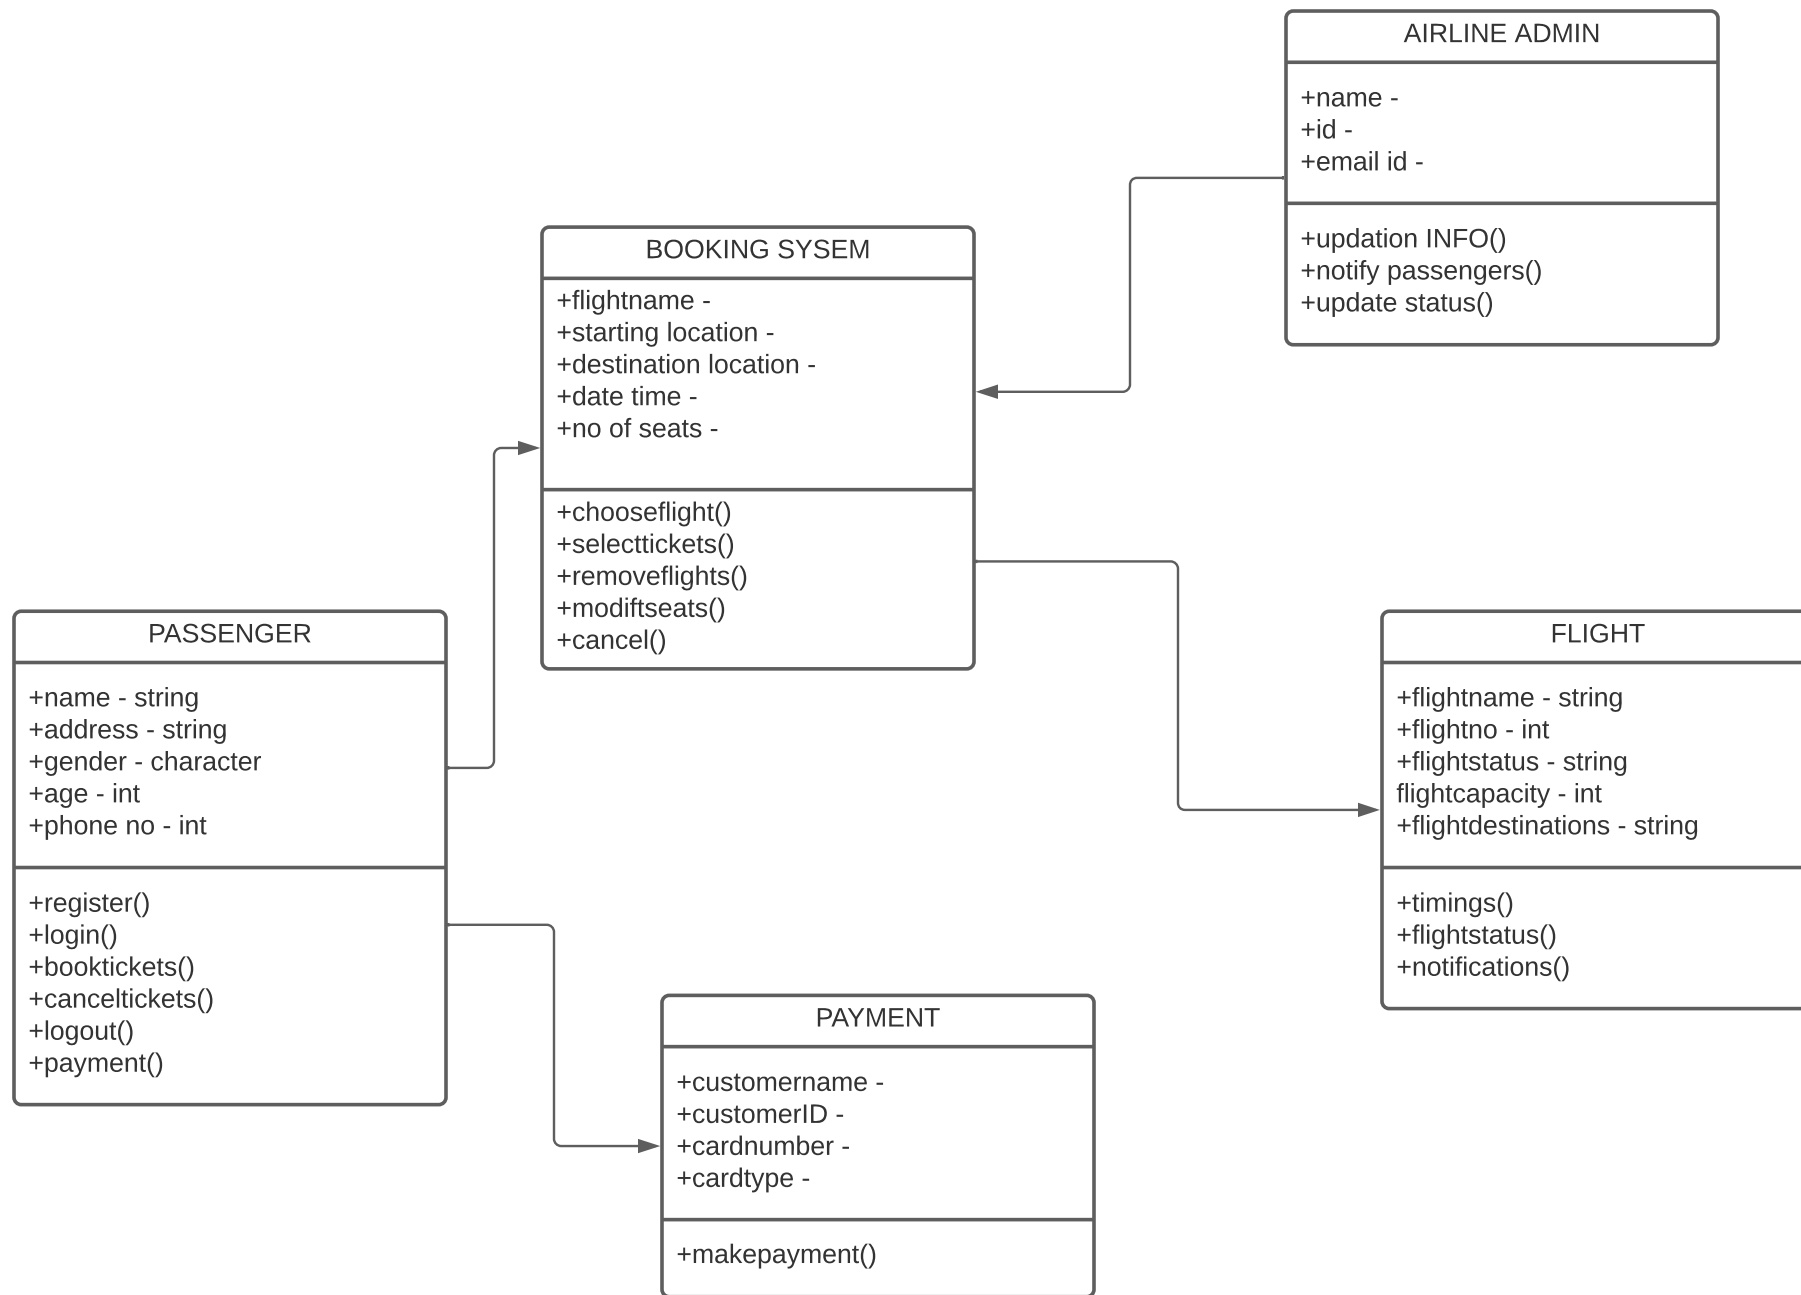 AIRLINE ADMIN
+name -
+id -
+email id -
+updation INFO()
+notify passengers()
+update status()
BOOKING SYSEM
+flightname -
+starting location -
+destination location -
+date time -
+no of seats -
+chooseflight()
+selecttickets()
+removeflights()
+modiftseats()
+cancel()
PASSENGER
+name - string
+address - string
+gender - character
+age - int
+phone no - int
+register()
+login()
+booktickets()
+canceltickets()
+logout()
+payment()
FLIGHT
+flightname - string
+flightno - int
+flightstatus - string
flightcapacity - int
+flightdestinations - string
+timings()
+flightstatus()
+notifications()
PAYMENT
+customername -
+customerID -
+cardnumber -
+cardtype -
+makepayment()